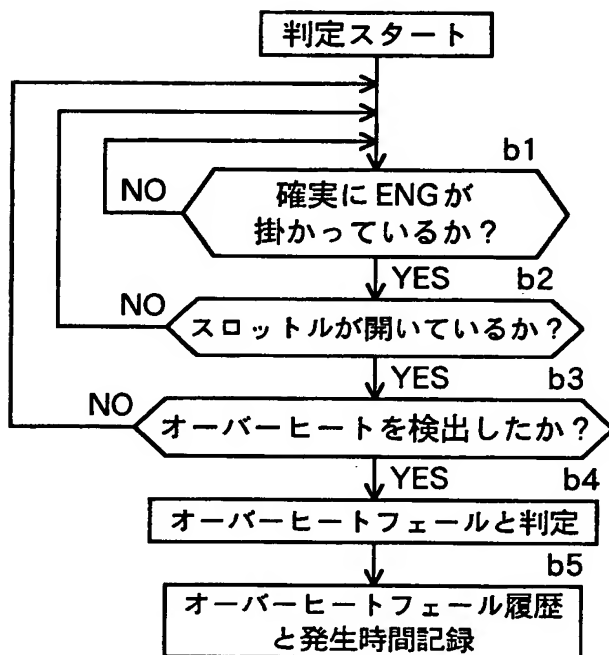 判定スタート
b1
NO
確実にENGが
掛かっているか？
YES
b2
NO
スロットルが開いているか？
YES
b3
NO
オーバーヒートを検出したか？
YES
b4
オーバーヒートフェールと判定
b5
オーバーヒートフェール履歴
と発生時間記録